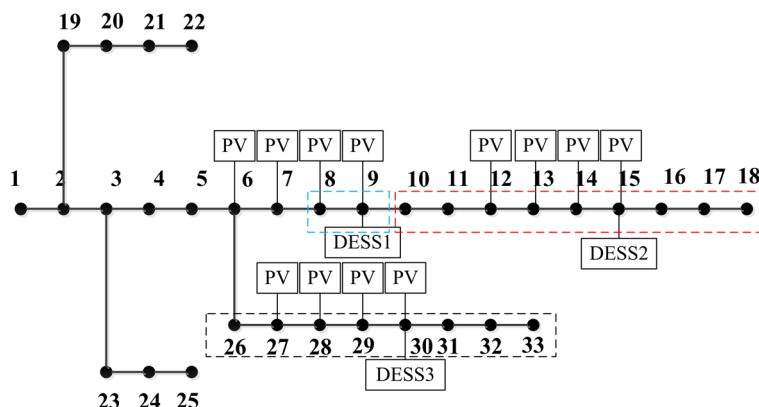 19 20 21 22
PV PV PV PV PV PV PV PV
1 2 3 4 5 6 7 8 9 10 11 12 13 14 15 16 17 18
DESS1
DESS2
PV PV PV PV
26 27 28 29 30 31 32 33
DESS3
23 24 25